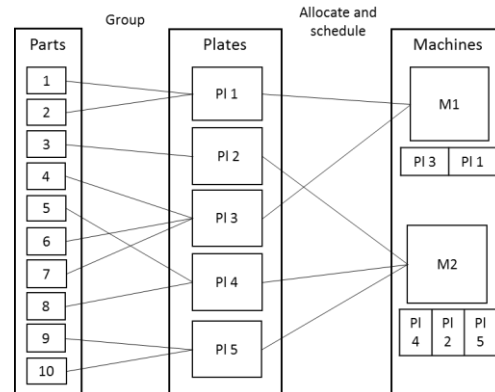 Group
Allocate and
schedule
Parts
Plates
Machines
1
2
3
4
5
6
7
8
9
10
Pl 1
Pl 2
Pl 3
Pl 4
Pl 5
M1
Pl 3 Pl 1
M2
Pl Pl Pl
4 2 5